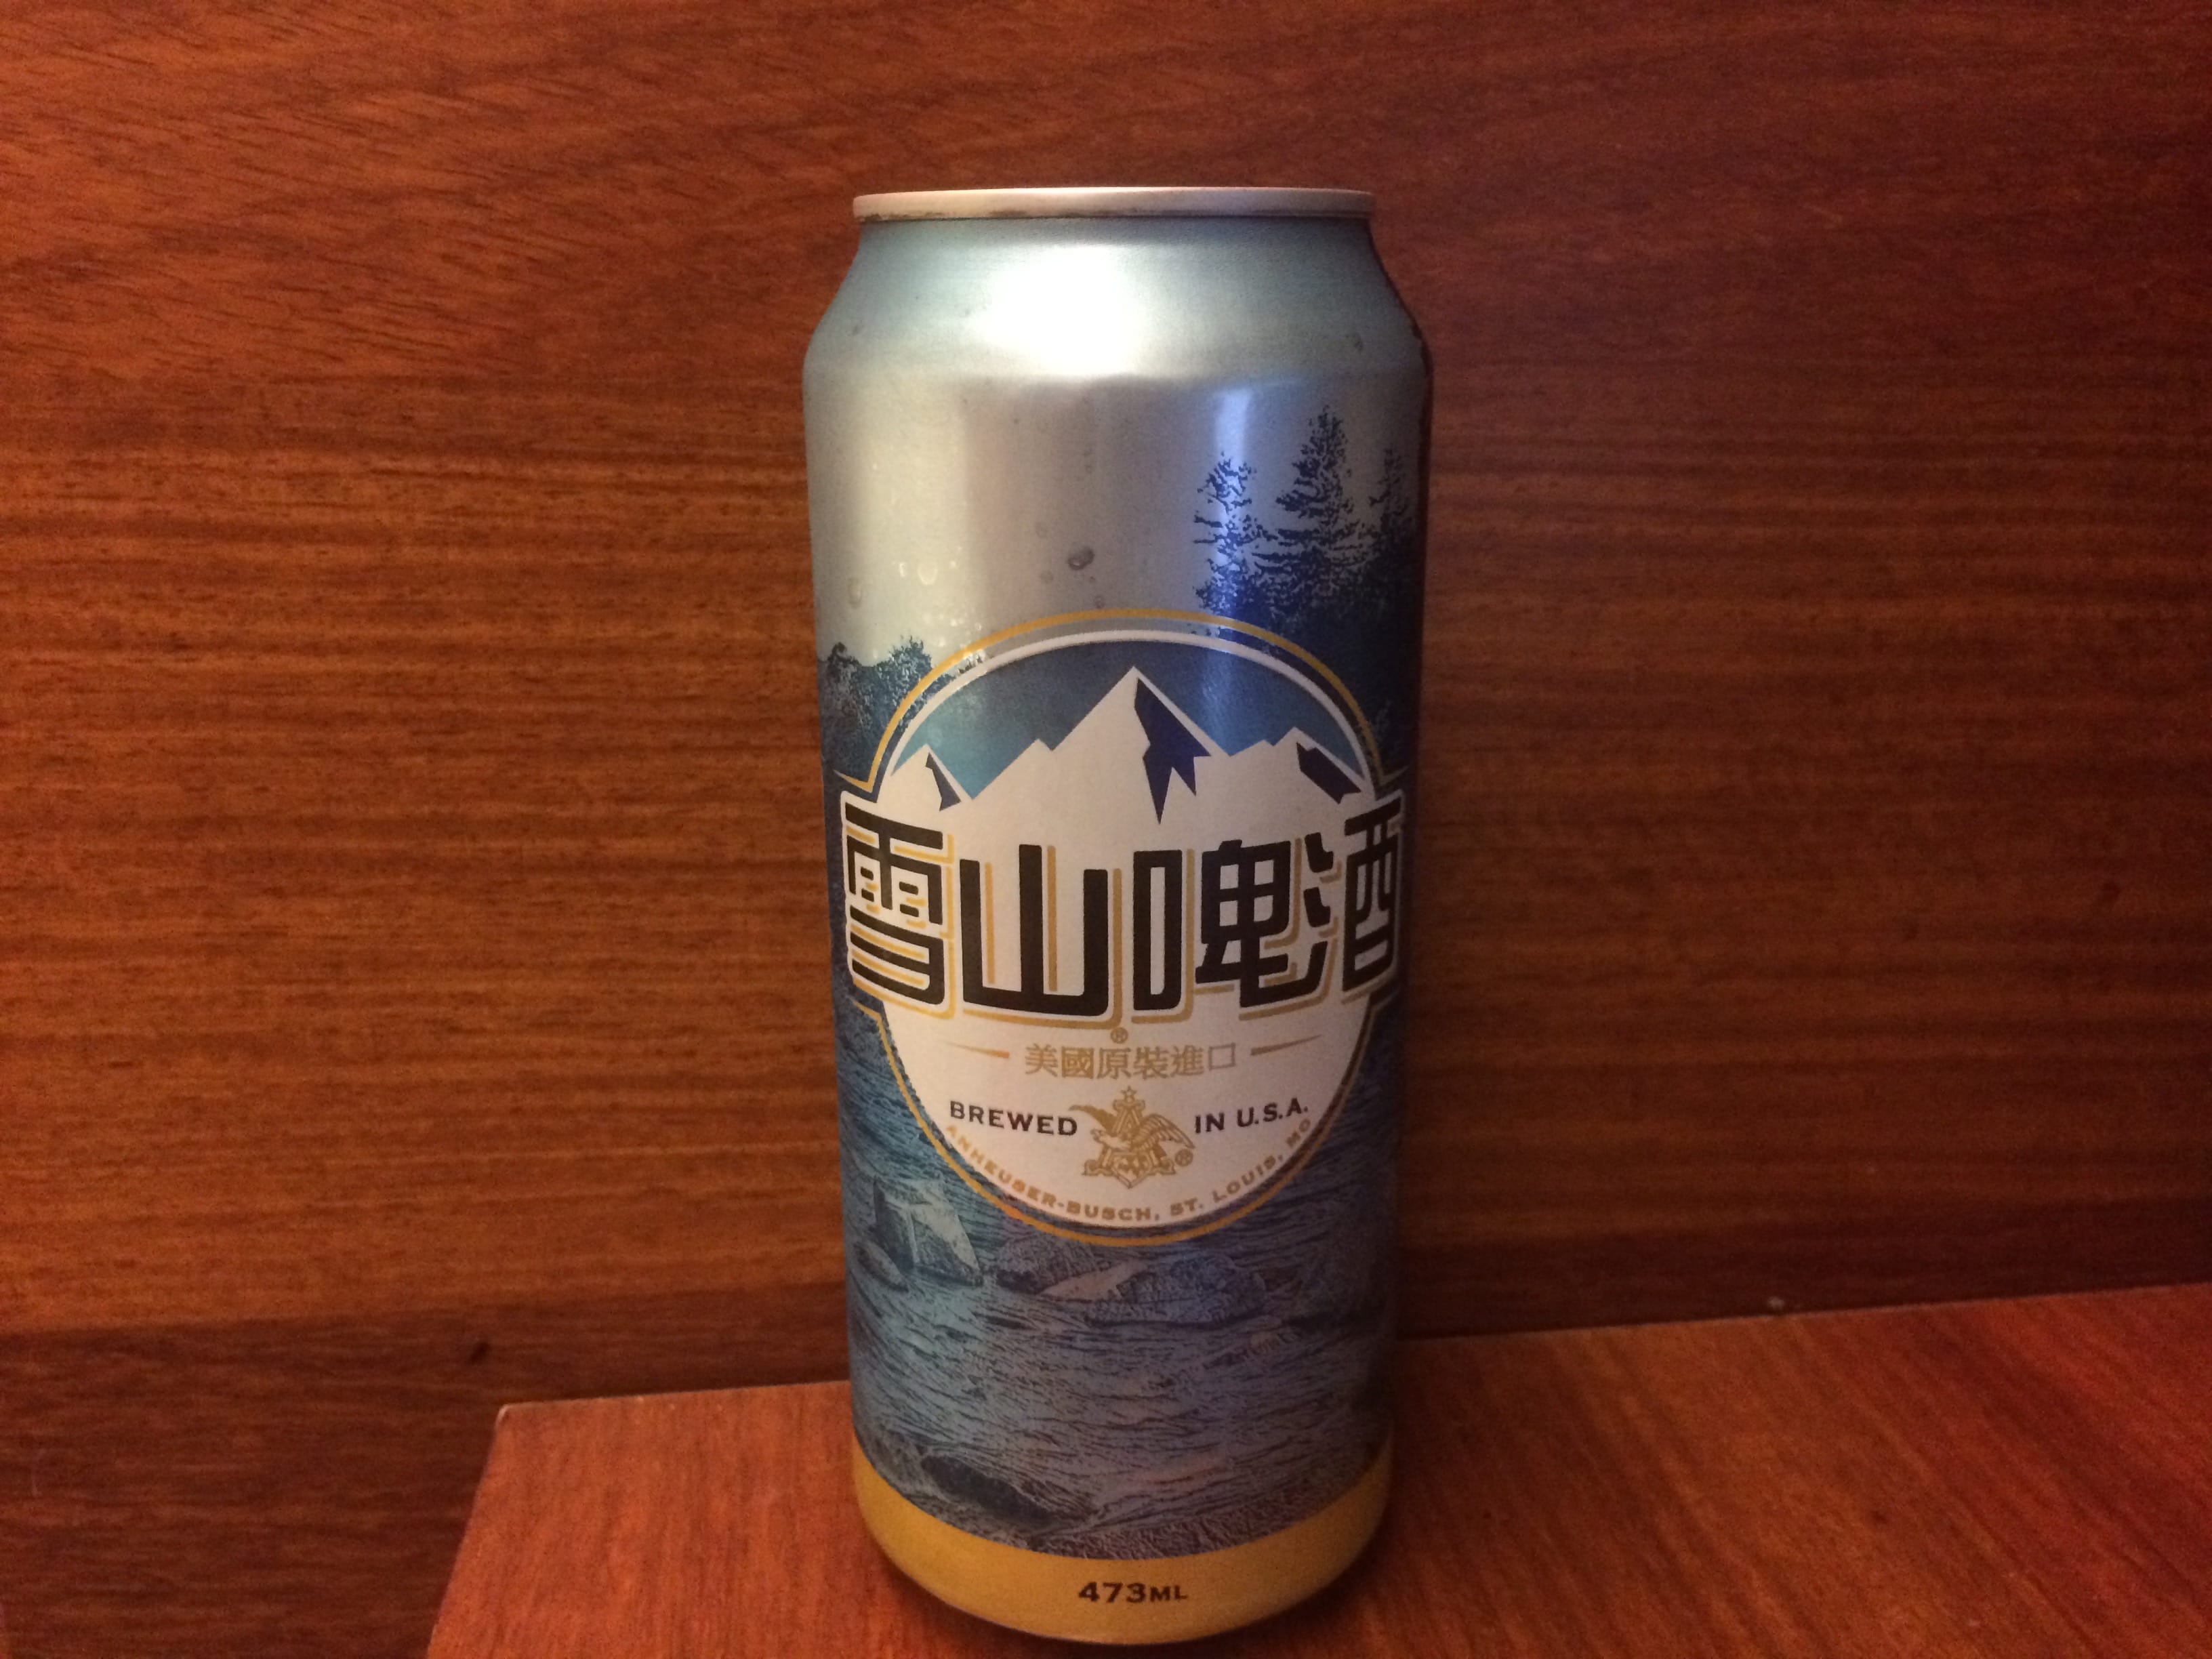 雪山啤酒
®
美國原裝進口
BREWED IN U.S.A.
®
ANHEUSER-BUSCH, ST. LOUIS, MO
473ML